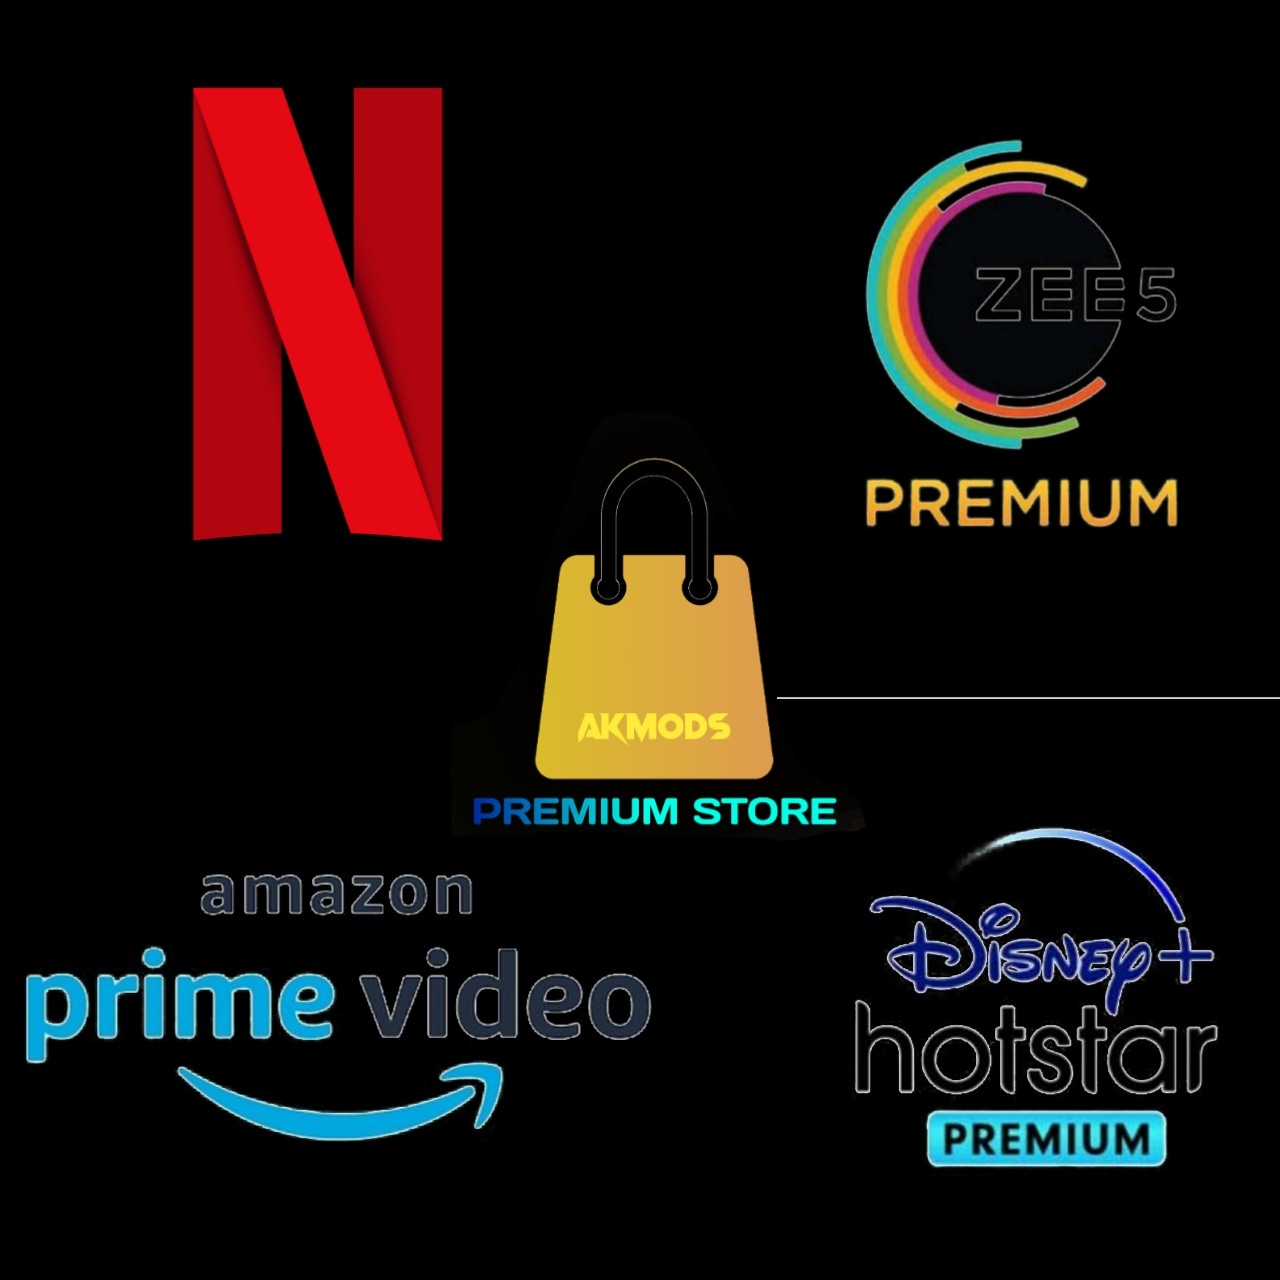 ZEE5
PREMIUM
AKMODS
PREMIUM STORE
amazon
prime video
Disney+
hotstar
PREMIUM